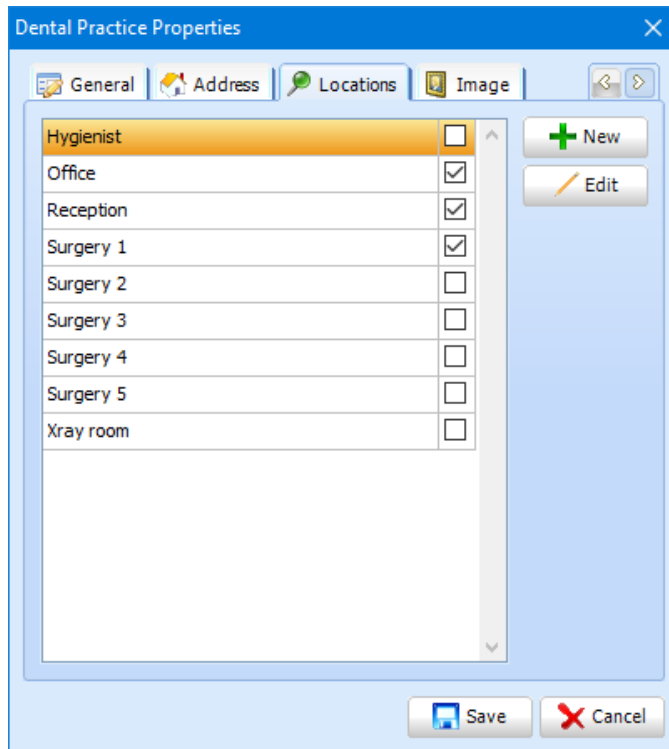 Dental Practice Properties
General Address Locations Image
Hygienist
New
Office
Edit
Reception
Surgery 1
Surgery 2
Surgery 3
Surgery 4
Surgery 5
Xray room
Save Cancel